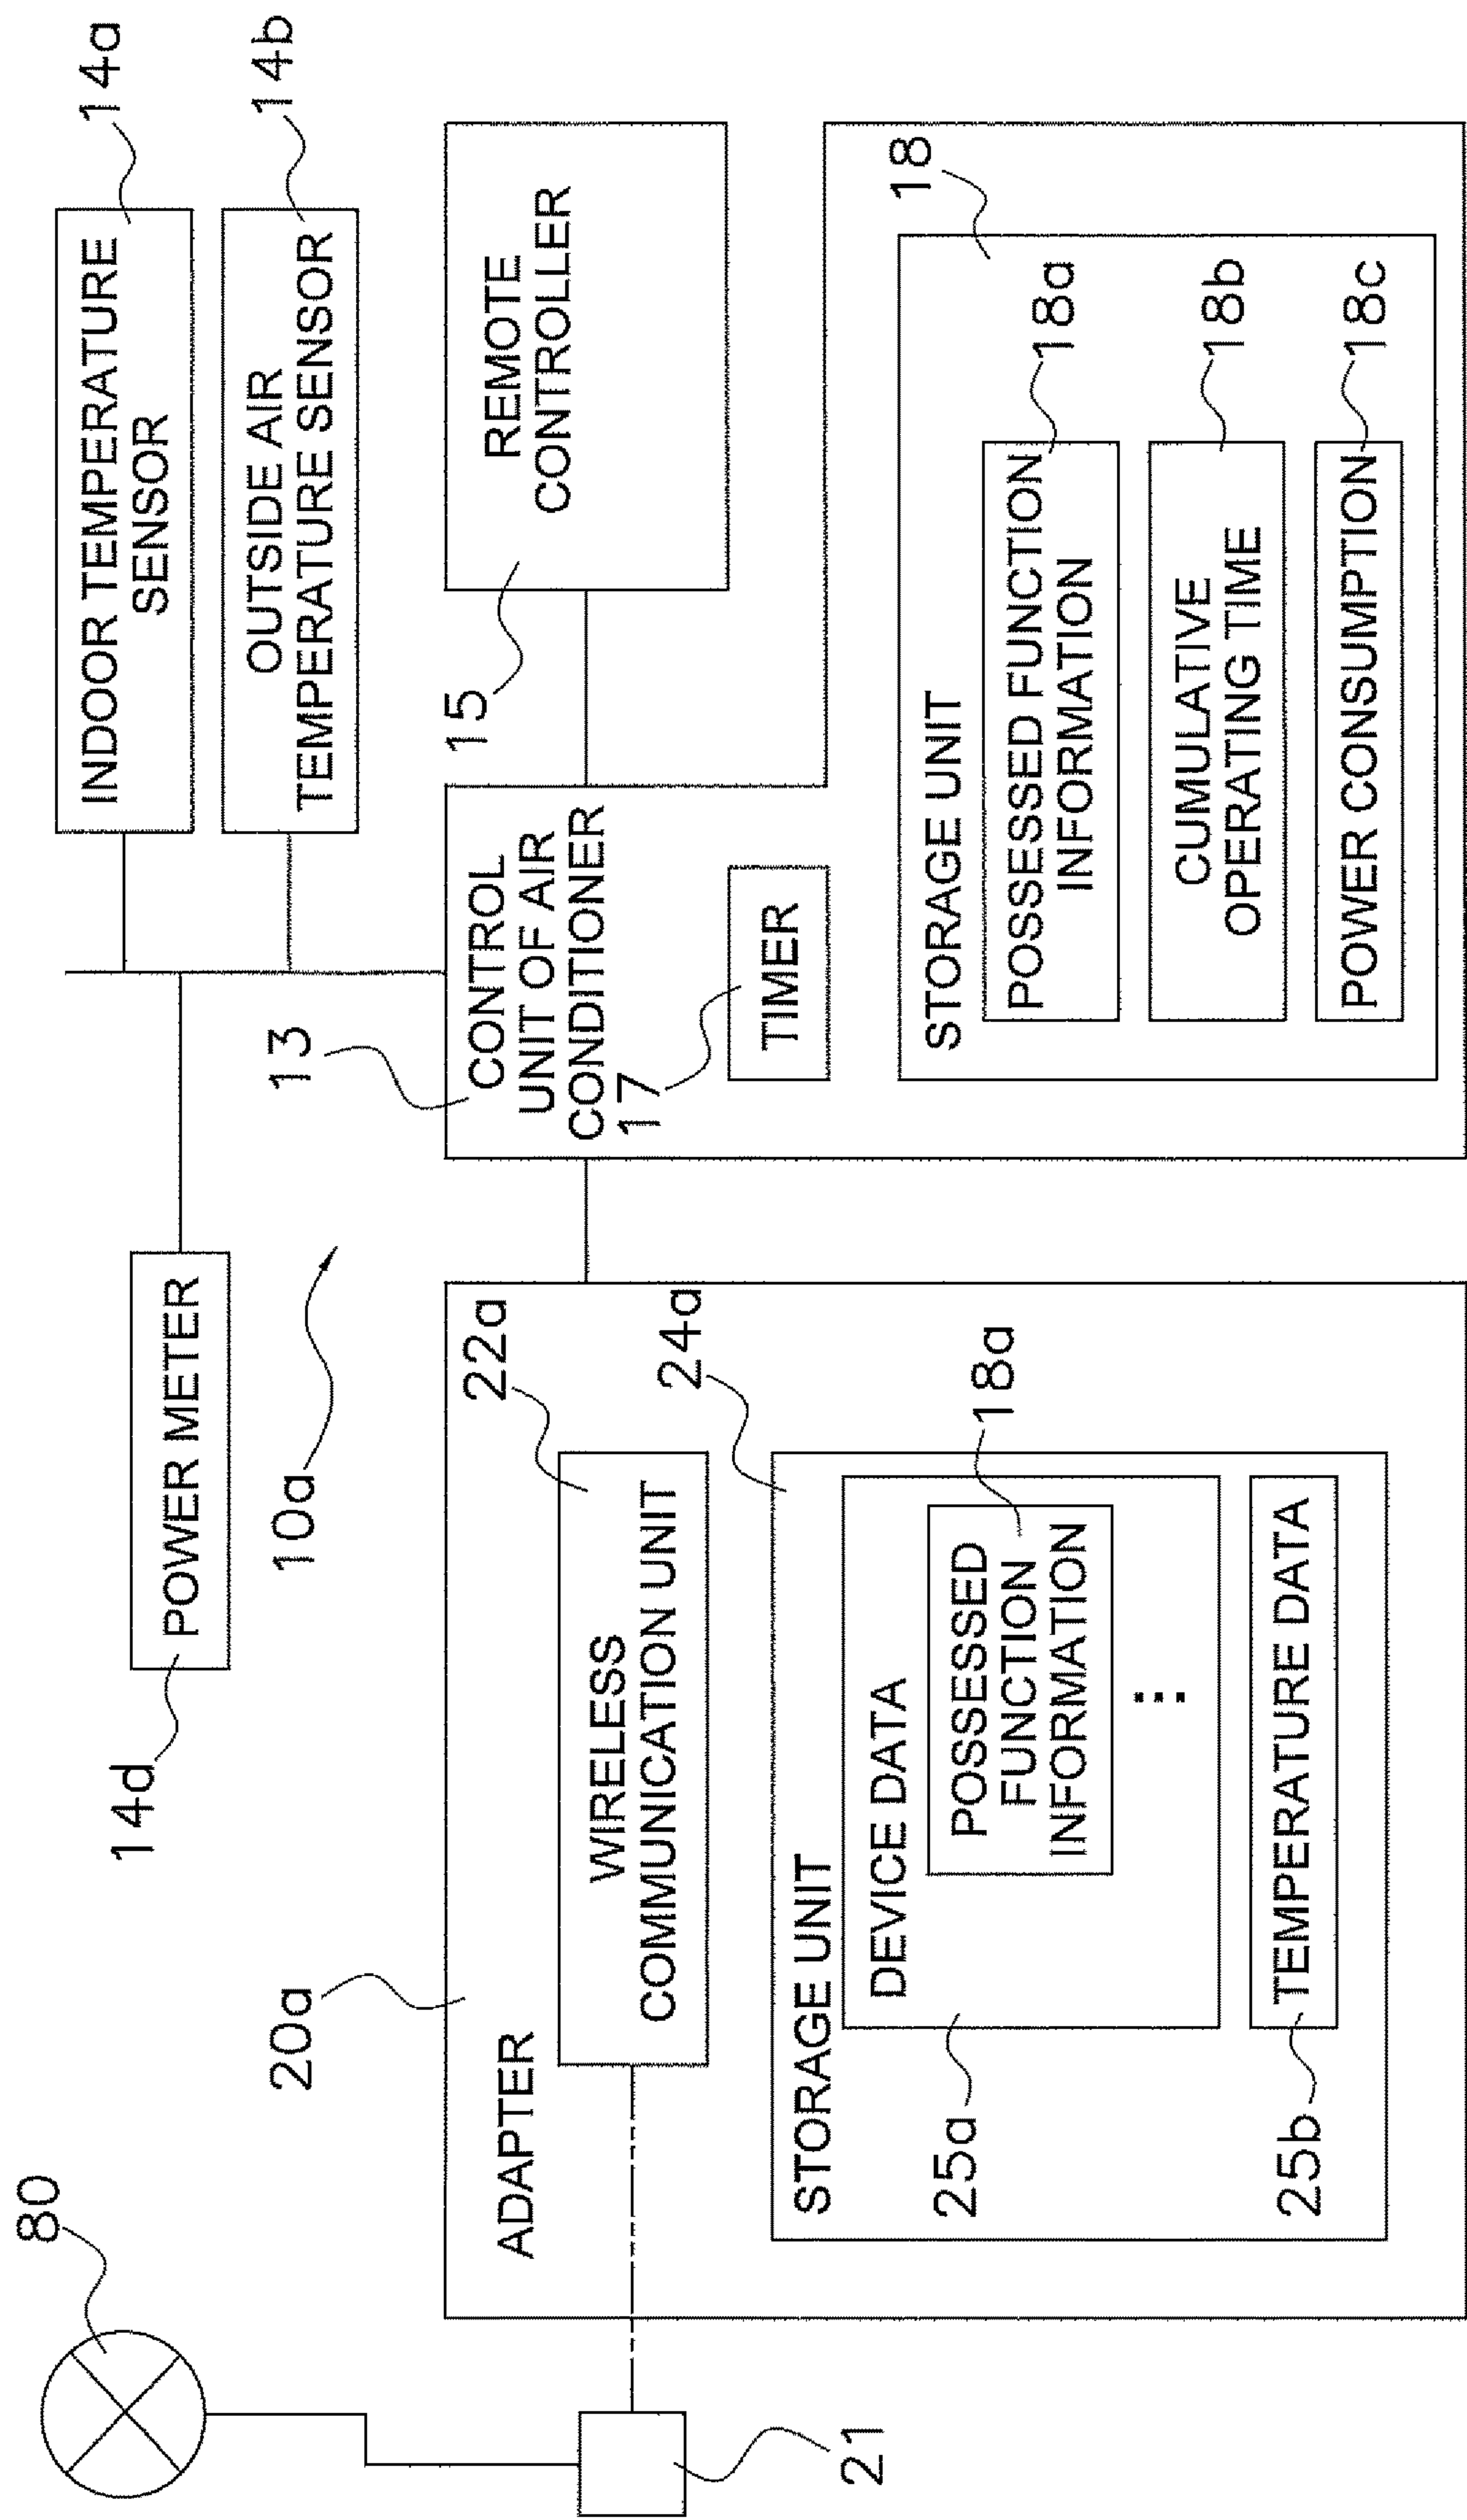 80
21
14d
POWER METER
10a
INDOOR TEMPERATURE
SENSOR
14a
OUTSIDE AIR
TEMPERATURE SENSOR
14b
20a
ADAPTER
22a
WIRELESS
COMMUNICATION UNIT
24a
STORAGE UNIT
DEVICE DATA
25a
18a
POSSESSED
FUNCTION
INFORMATION
...
25b
TEMPERATURE DATA
13
CONTROL
UNIT OF AIR
CONDITIONER
15
REMOTE
CONTROLLER
17
TIMER
18
STORAGE UNIT
POSSESSED FUNCTION
INFORMATION
18a
CUMULATIVE
OPERATING TIME
18b
POWER CONSUMPTION
18c